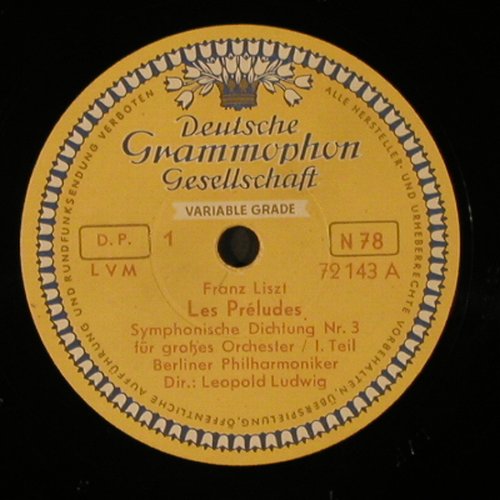 Deutsche
Grammophon
Gesellschaft
VARIABLE GRADE
D. P. 1 N 78
LVM 72 143 A
Franz Liszt
Les Préludes
Symphonische Dichtung Nr. 3
für großes Orchester / I. Teil
Berliner Philharmoniker
Dir.: Leopold Ludwig
ALLE HERSTELLER- UND URHEBERRECHTE VORBEHALTEN, ÜBERSPIELUNG, ÖFFENTLICHE AUFFÜHRUNG UND RUNDFUNKSENDUNG VERBOTEN